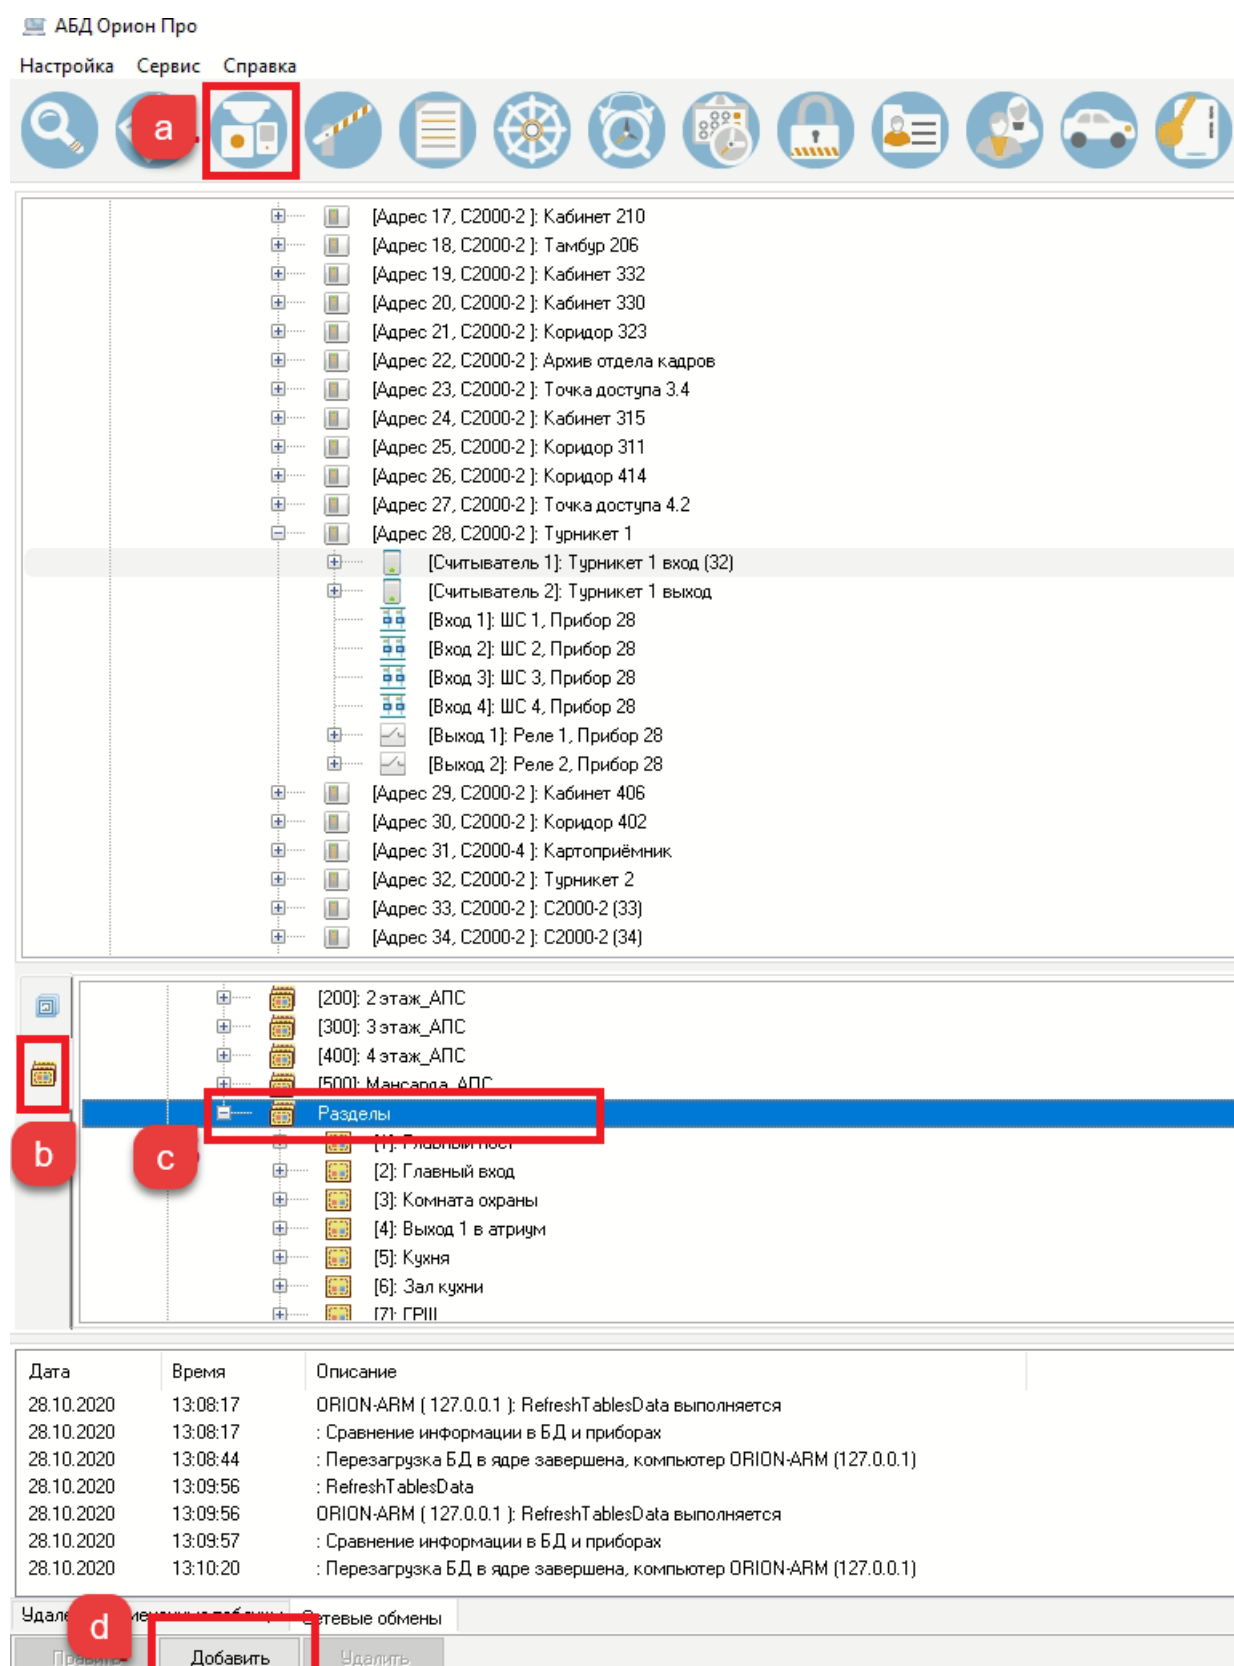 АБД Орион Про
Настройка Сервис Справка
a
[Адрес 17, С2000-2 ]: Кабинет 210
[Адрес 18, С2000-2 ]: Тамбур 206
[Адрес 19, С2000-2 ]: Кабинет 332
[Адрес 20, С2000-2 ]: Кабинет 330
[Адрес 21, С2000-2 ]: Коридор 323
[Адрес 22, С2000-2 ]: Архив отдела кадров
[Адрес 23, С2000-2 ]: Точка доступа 3.4
[Адрес 24, С2000-2 ]: Кабинет 315
[Адрес 25, С2000-2 ]: Коридор 311
[Адрес 26, С2000-2 ]: Коридор 414
[Адрес 27, С2000-2 ]: Точка доступа 4.2
[Адрес 28, С2000-2 ]: Турникет 1
[Считыватель 1]: Турникет 1 вход (32)
[Считыватель 2]: Турникет 1 выход
[Вход 1]: ШС 1, Прибор 28
[Вход 2]: ШС 2, Прибор 28
[Вход 3]: ШС 3, Прибор 28
[Вход 4]: ШС 4, Прибор 28
[Выход 1]: Реле 1, Прибор 28
[Выход 2]: Реле 2, Прибор 28
[Адрес 29, С2000-2 ]: Кабинет 406
[Адрес 30, С2000-2 ]: Коридор 402
[Адрес 31, С2000-4 ]: Картоприёмник
[Адрес 32, С2000-2 ]: Турникет 2
[Адрес 33, С2000-2 ]: С2000-2 (33)
[Адрес 34, С2000-2 ]: С2000-2 (34)
[200]: 2 этаж_АПС
[300]: 3 этаж_АПС
[400]: 4 этаж_АПС
[500]: Мансарда_АПС
Разделы
b
c
[1]: Главный пост
[2]: Главный вход
[3]: Комната охраны
[4]: Выход 1 в атриум
[5]: Кухня
[6]: Зал кухни
[7]: ГРЩ
Дата Время Описание
28.10.2020 13:08:17 ORION-ARM ( 127.0.0.1 ): RefreshTablesData выполняется
28.10.2020 13:08:17 : Сравнение информации в БД и приборах
28.10.2020 13:08:44 : Перезагрузка БД в ядре завершена, компьютер ORION-ARM (127.0.0.1)
28.10.2020 13:09:56 : RefreshTablesData
28.10.2020 13:09:56 ORION-ARM ( 127.0.0.1 ): RefreshTablesData выполняется
28.10.2020 13:09:57 : Сравнение информации в БД и приборах
28.10.2020 13:10:20 : Перезагрузка БД в ядре завершена, компьютер ORION-ARM (127.0.0.1)
Сетевые обмены
d
Править Добавить Удалить